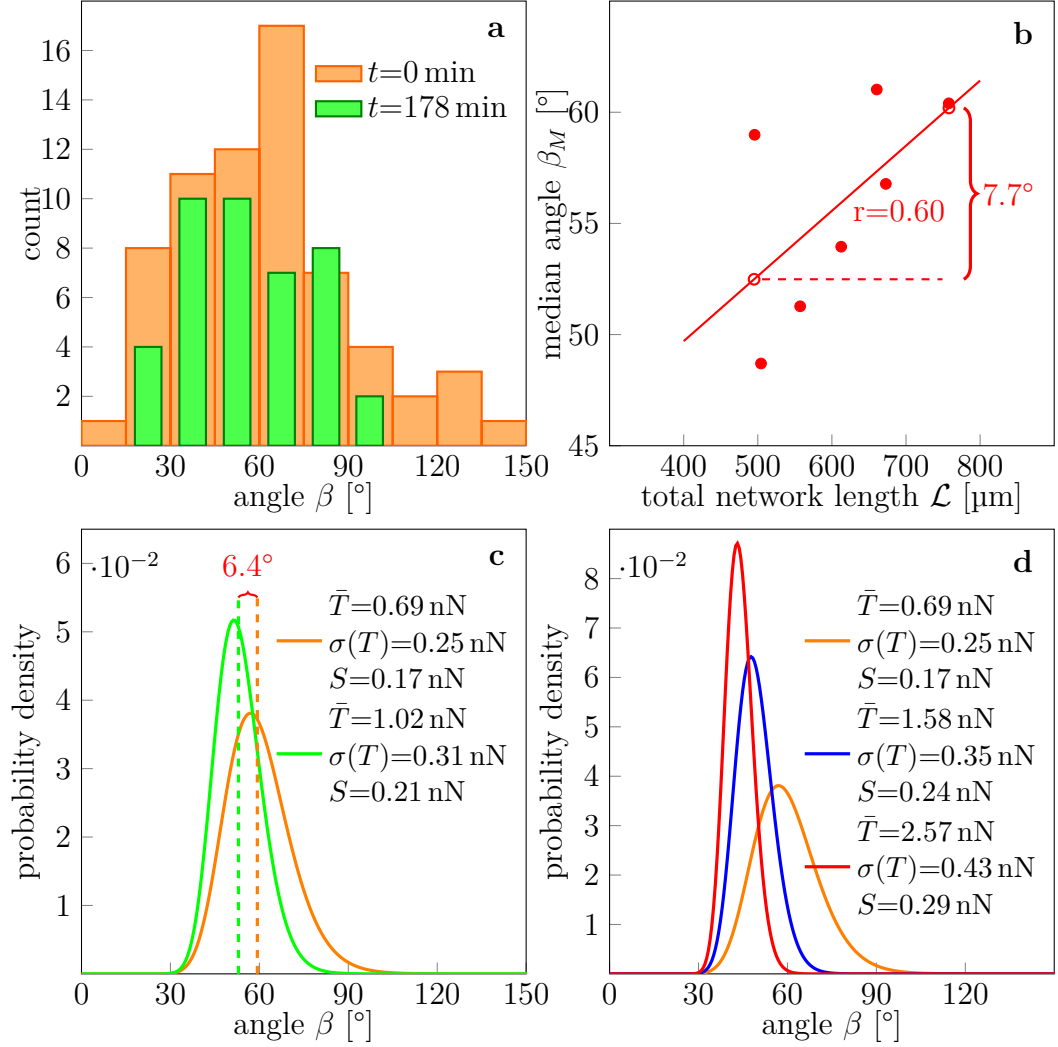 a
16
14
12
10
8
6
4
2
count
t=0 min
t=178 min
0 30 60 90 120 150
angle β [°]
b
60
55
50
45
median angle β_M [°]
r=0.60
7.7°
400 500 600 700 800
total network length ℒ [µm]
c
·10⁻²
6
5
4
3
2
1
probability density
6.4°
T̄=0.69 nN
σ(T)=0.25 nN
S=0.17 nN
T̄=1.02 nN
σ(T)=0.31 nN
S=0.21 nN
0 30 60 90 120 150
angle β [°]
d
·10⁻²
8
6
4
2
0
probability density
T̄=0.69 nN
σ(T)=0.25 nN
S=0.17 nN
T̄=1.58 nN
σ(T)=0.35 nN
S=0.24 nN
T̄=2.57 nN
σ(T)=0.43 nN
S=0.29 nN
30 60 90 120
angle β [°]